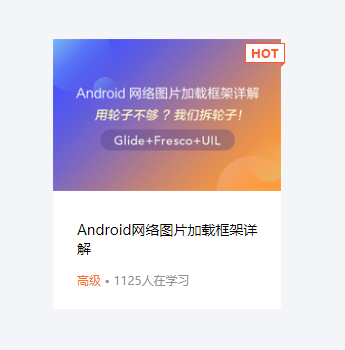 HOT
Android 网络图片加载框架详解
用轮子不够？我们拆轮子！
Glide+Fresco+UIL
Android网络图片加载框架详
解
高级 • 1125人在学习